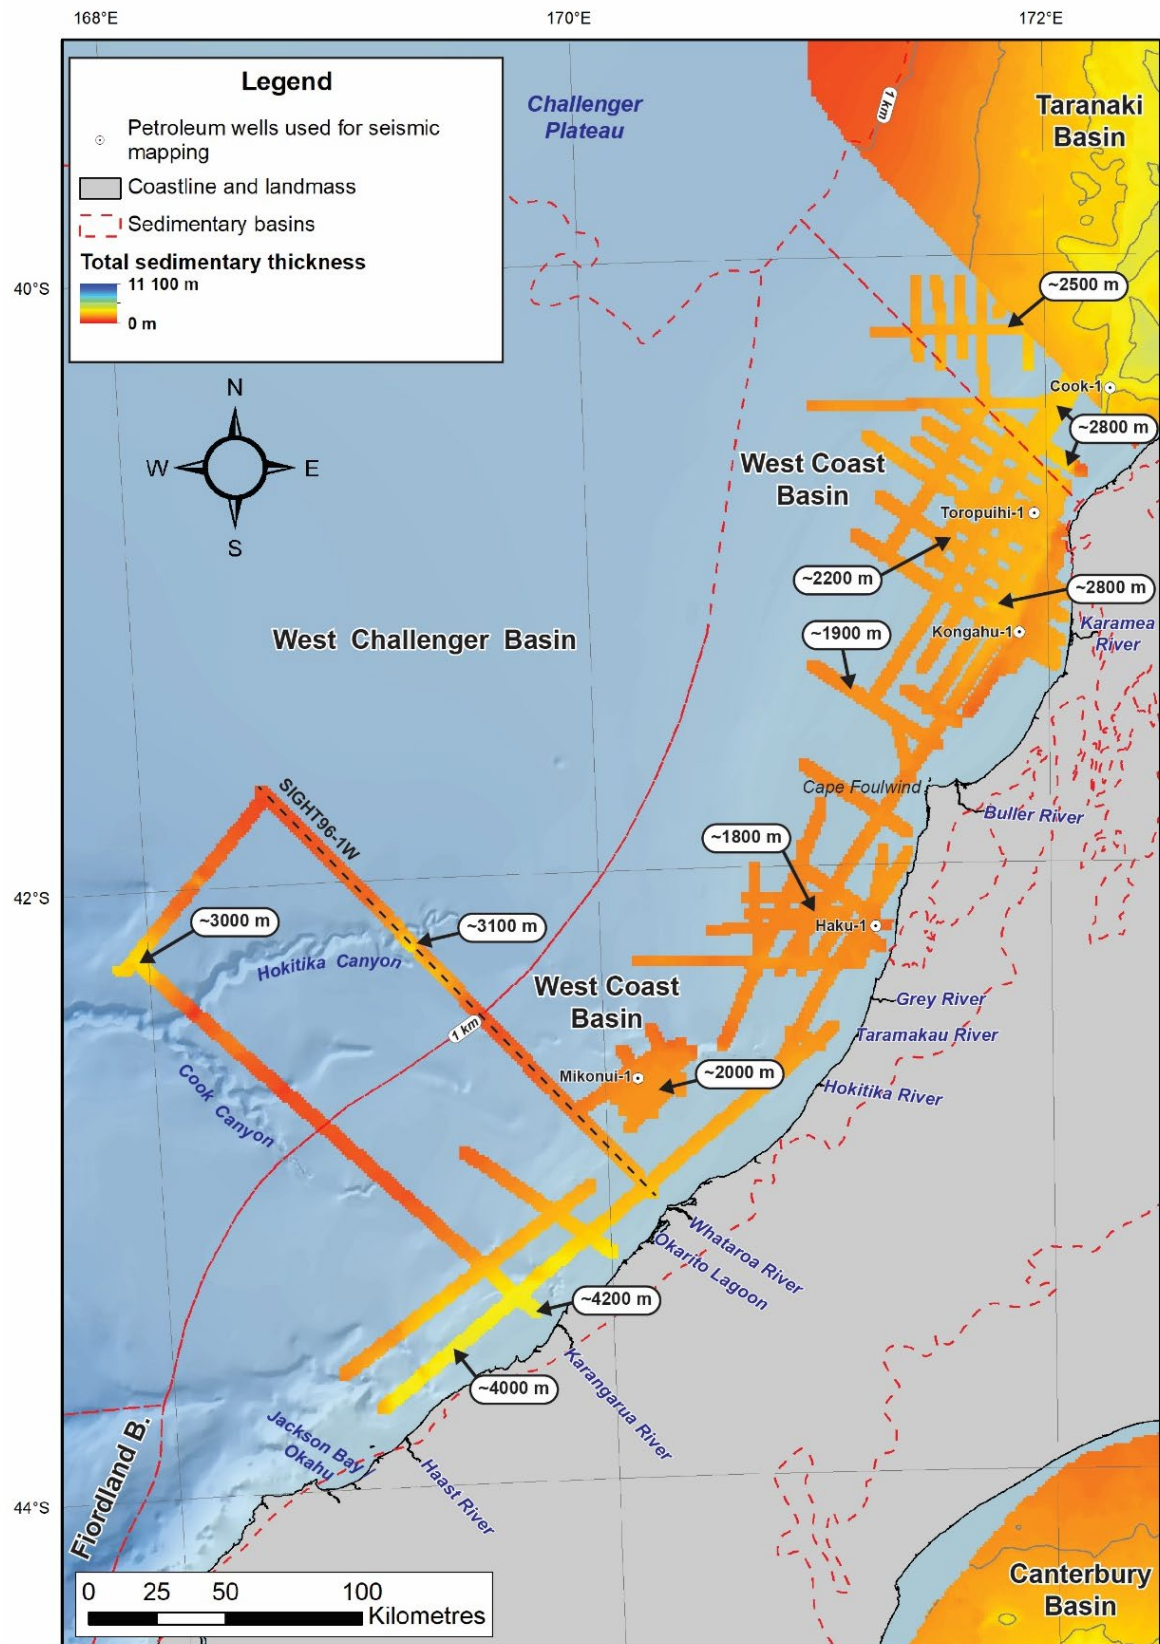 168°E
170°E
172°E
Legend
Petroleum wells used for seismic
mapping
Coastline and landmass
Sedimentary basins
Total sedimentary thickness
11 100 m
0 m
Challenger
Plateau
1 km
Taranaki
Basin
40°S
~2500 m
Cook-1
~2800 m
N
W
E
S
West Coast
Basin
Toropuihi-1
~2200 m
~2800 m
West Challenger Basin
~1900 m
Kongahu-1
Karamea
River
SIGHT96-1W
Cape Foulwind
Buller River
~1800 m
42°S
~3000 m
~3100 m
Haku-1
Hokitika Canyon
West Coast
Basin
Grey River
1 km
Taramakau River
Mikonui-1
~2000 m
Hokitika River
Cook Canyon
Whataroa River
Okarito Lagoon
~4200 m
Karangarua River
~4000 m
Jackson Bay
Okahu
Haast River
Fiordland B.
44°S
Canterbury
Basin
0
25
50
100
Kilometres